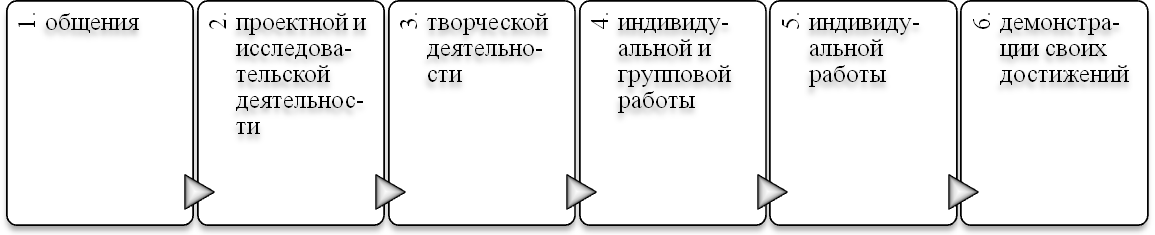 1. общения
2. проектной и
исследова-
тельской
деятельнос-
ти
3. творческой
деятельно-
сти
4. индивиду-
альной и
групповой
работы
5. индивиду-
альной
работы
6. демонстра-
ции своих
достижений